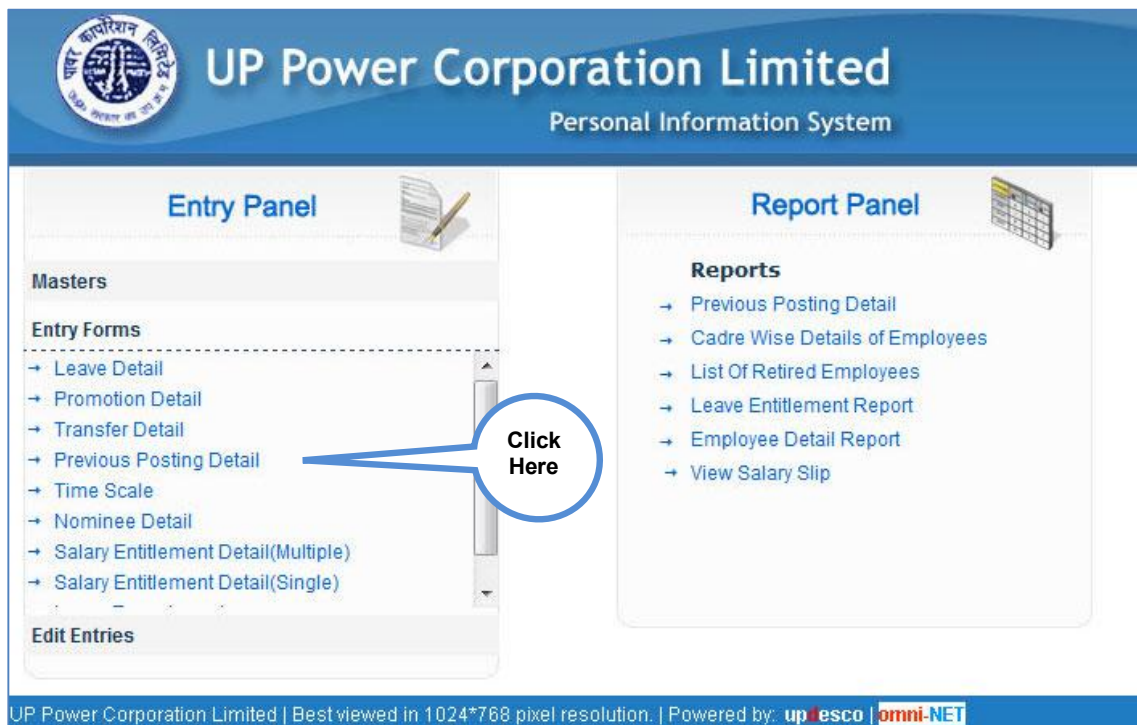 पावर कारपोरेशन लिमिटेड
UP Power Corporation Limited
Personal Information System
Entry Panel
Masters
Entry Forms
→ Leave Detail
→ Promotion Detail
→ Transfer Detail
→ Previous Posting Detail
→ Time Scale
→ Nominee Detail
→ Salary Entitlement Detail(Multiple)
→ Salary Entitlement Detail(Single)
Edit Entries
Click
Here
Report Panel
Reports
→ Previous Posting Detail
→ Cadre Wise Details of Employees
→ List Of Retired Employees
→ Leave Entitlement Report
→ Employee Detail Report
→ View Salary Slip
UP Power Corporation Limited | Best viewed in 1024*768 pixel resolution. | Powered by: updesco | omni-NET